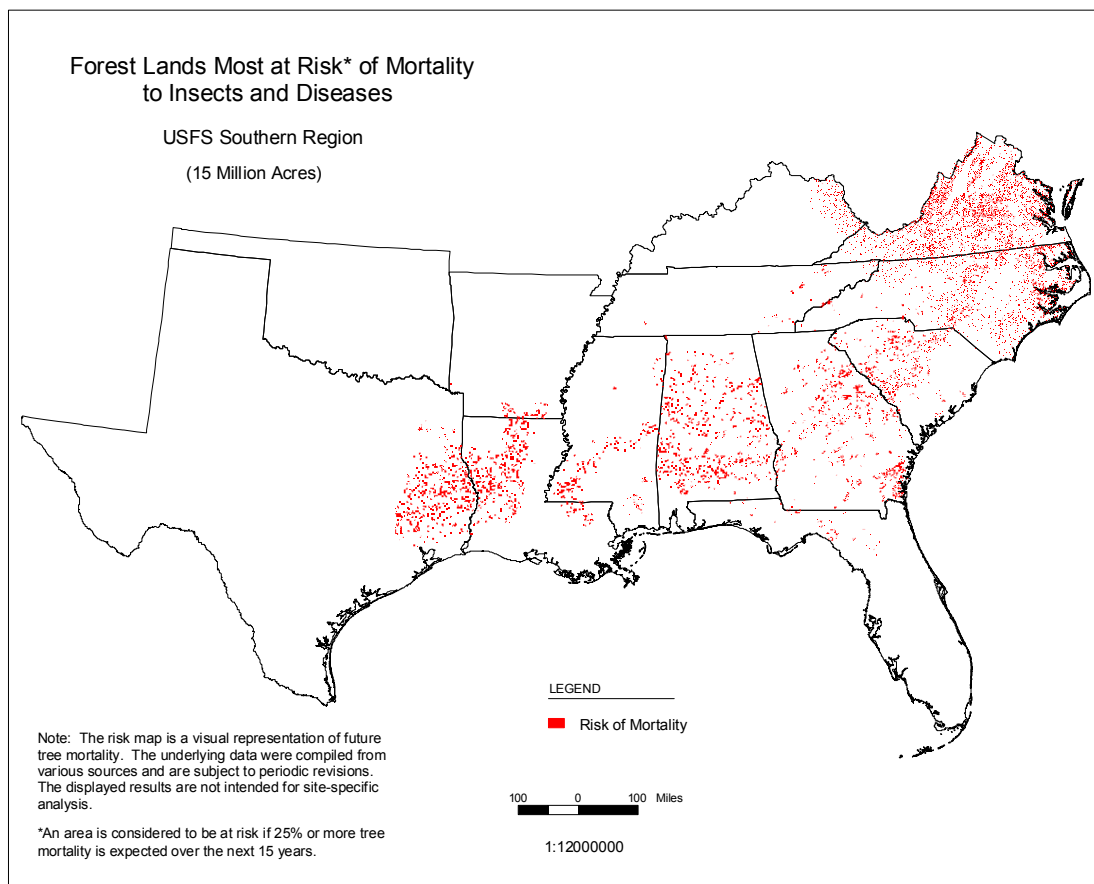 Forest Lands Most at Risk* of Mortality
to Insects and Diseases
USFS Southern Region
(15 Million Acres)
LEGEND
Risk of Mortality
Note:  The risk map is a visual representation of future
tree mortality.  The underlying data were compiled from
various sources and are subject to periodic revisions.
The displayed results are not intended for site-specific
analysis.
*An area is considered to be at risk if 25% or more tree
mortality is expected over the next 15 years.
100 0 100 Miles
1:12000000